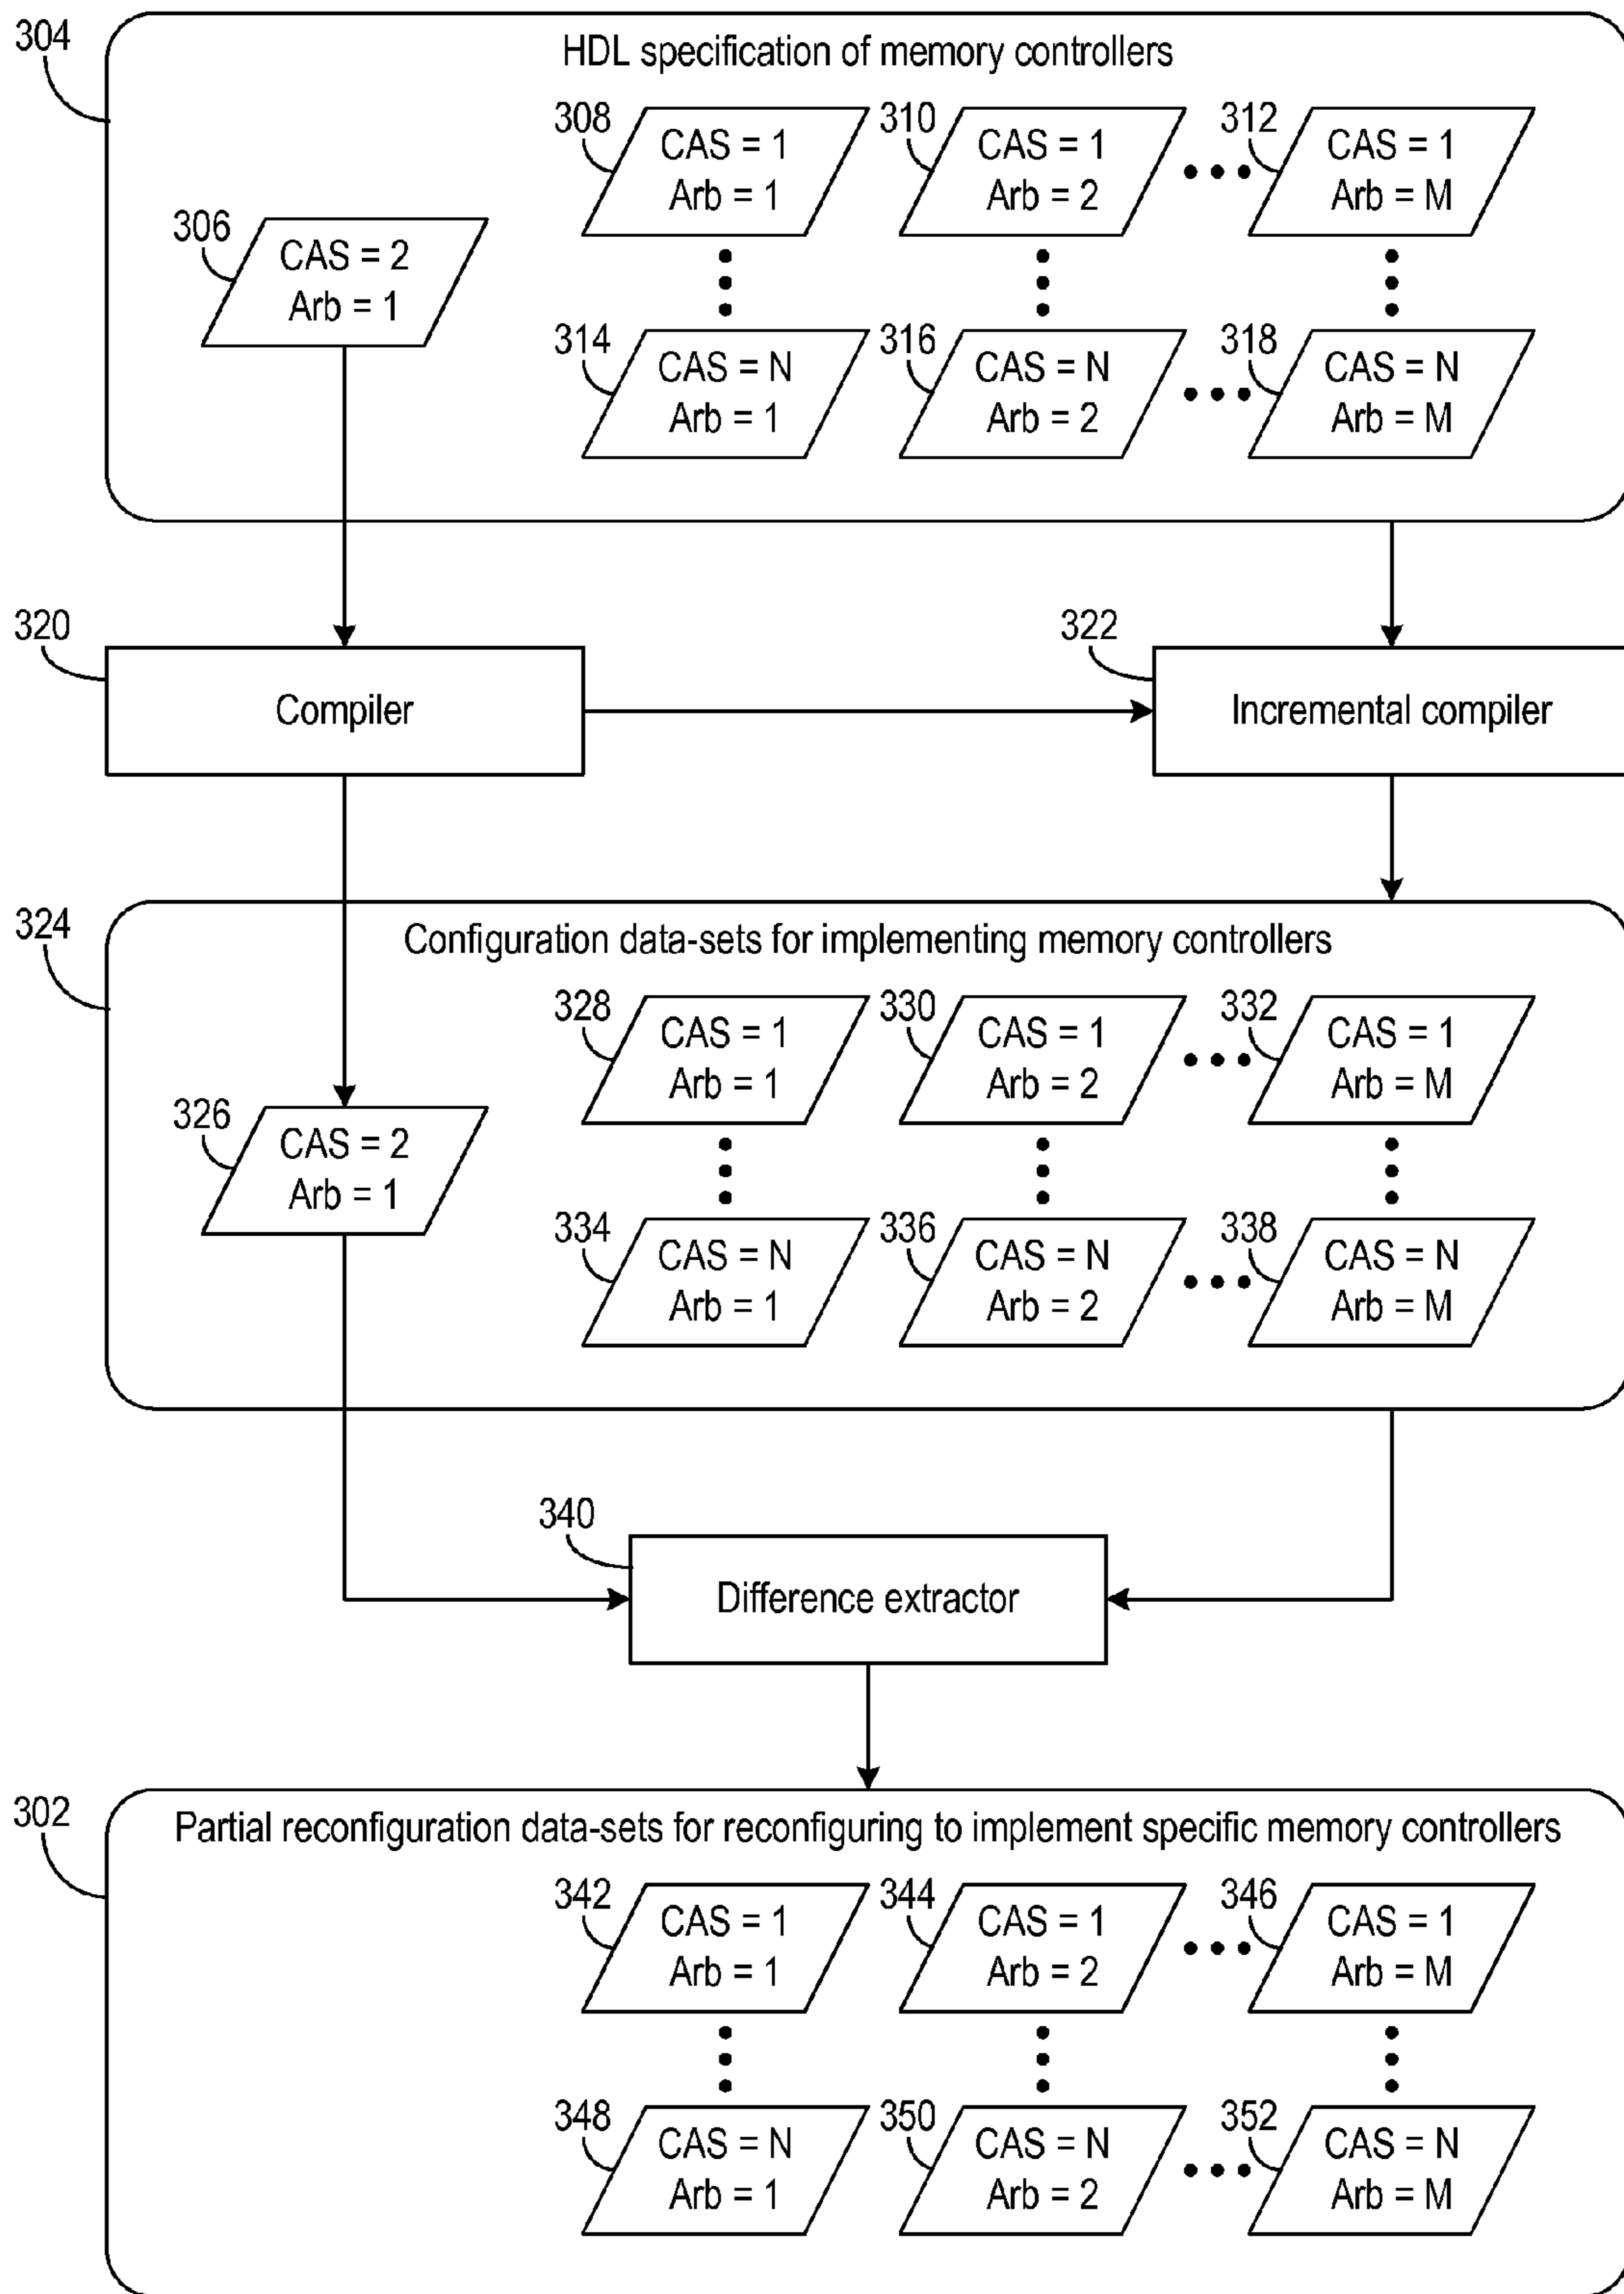 304
HDL specification of memory controllers
308
CAS = 1
Arb = 1
310
CAS = 1
Arb = 2
312
CAS = 1
Arb = M
306
CAS = 2
Arb = 1
314
CAS = N
Arb = 1
316
CAS = N
Arb = 2
318
CAS = N
Arb = M
320
Compiler
322
Incremental compiler
324
Configuration data-sets for implementing memory controllers
328
CAS = 1
Arb = 1
330
CAS = 1
Arb = 2
332
CAS = 1
Arb = M
326
CAS = 2
Arb = 1
334
CAS = N
Arb = 1
336
CAS = N
Arb = 2
338
CAS = N
Arb = M
340
Difference extractor
302
Partial reconfiguration data-sets for reconfiguring to implement specific memory controllers
342
CAS = 1
Arb = 1
344
CAS = 1
Arb = 2
346
CAS = 1
Arb = M
348
CAS = N
Arb = 1
350
CAS = N
Arb = 2
352
CAS = N
Arb = M